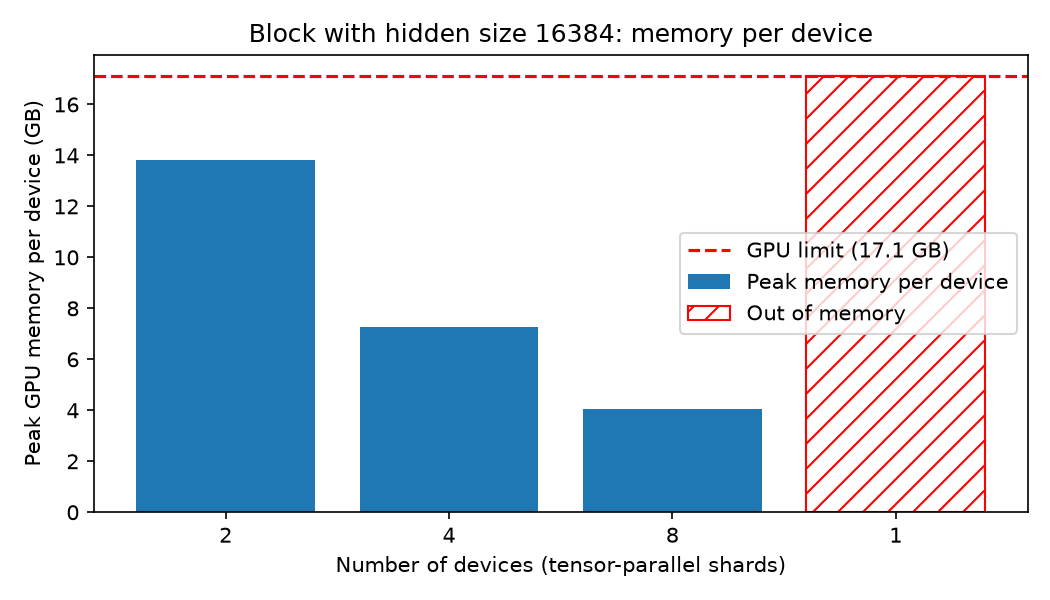 Block with hidden size 16384: memory per device
Peak GPU memory per device (GB)
16
14
12
10
8
6
4
2
0
GPU limit (17.1 GB)
Peak memory per device
Out of memory
2 4 8 1
Number of devices (tensor-parallel shards)